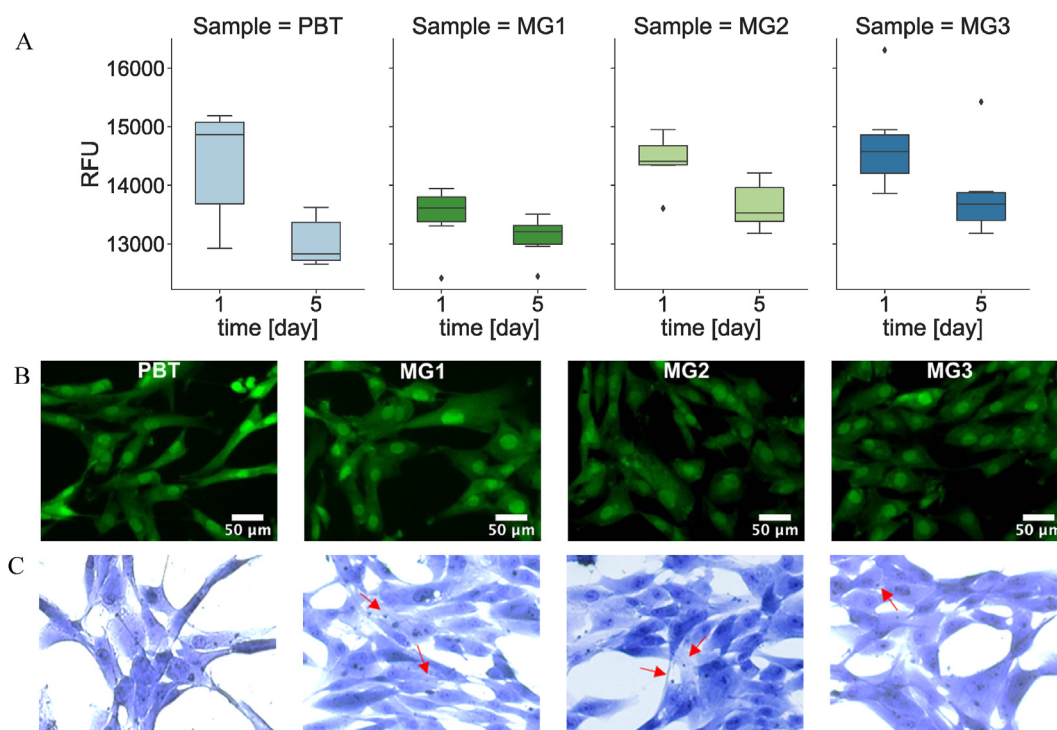 A
Sample = PBT
Sample = MG1
Sample = MG2
Sample = MG3
RFU
16000
15000
14000
13000
1
5
1
5
1
5
1
5
time [day]
time [day]
time [day]
time [day]
B
PBT
MG1
MG2
MG3
50 µm
50 µm
50 µm
50 µm
C